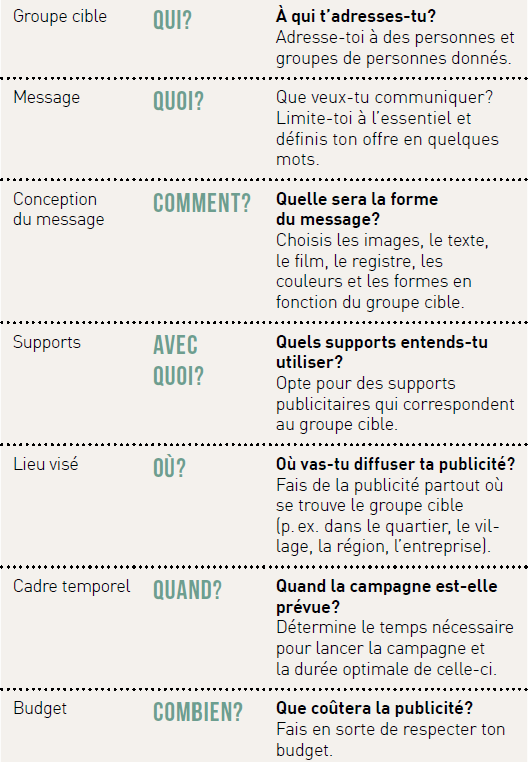 Groupe cible
QUI?
À qui t’adresses-tu?
Adresse-toi à des personnes et
groupes de personnes donnés.
Message
QUOI?
Que veux-tu communiquer?
Limite-toi à l’essentiel et
définis ton offre en quelques
mots.
Conception
du message
COMMENT?
Quelle sera la forme
du message?
Choisis les images, le texte,
le film, le registre, les
couleurs et les formes en
fonction du groupe cible.
Supports
AVEC
QUOI?
Quels supports entends-tu
utiliser?
Opte pour des supports
publicitaires qui correspondent
au groupe cible.
Lieu visé
OÙ?
Où vas-tu diffuser ta publicité?
Fais de la publicité partout où
se trouve le groupe cible
(p. ex. dans le quartier, le vil-
lage, la région, l’entreprise).
Cadre temporel
QUAND?
Quand la campagne est-elle
prévue?
Détermine le temps nécessaire
pour lancer la campagne et
la durée optimale de celle-ci.
Budget
COMBIEN?
Que coûtera la publicité?
Fais en sorte de respecter ton
budget.